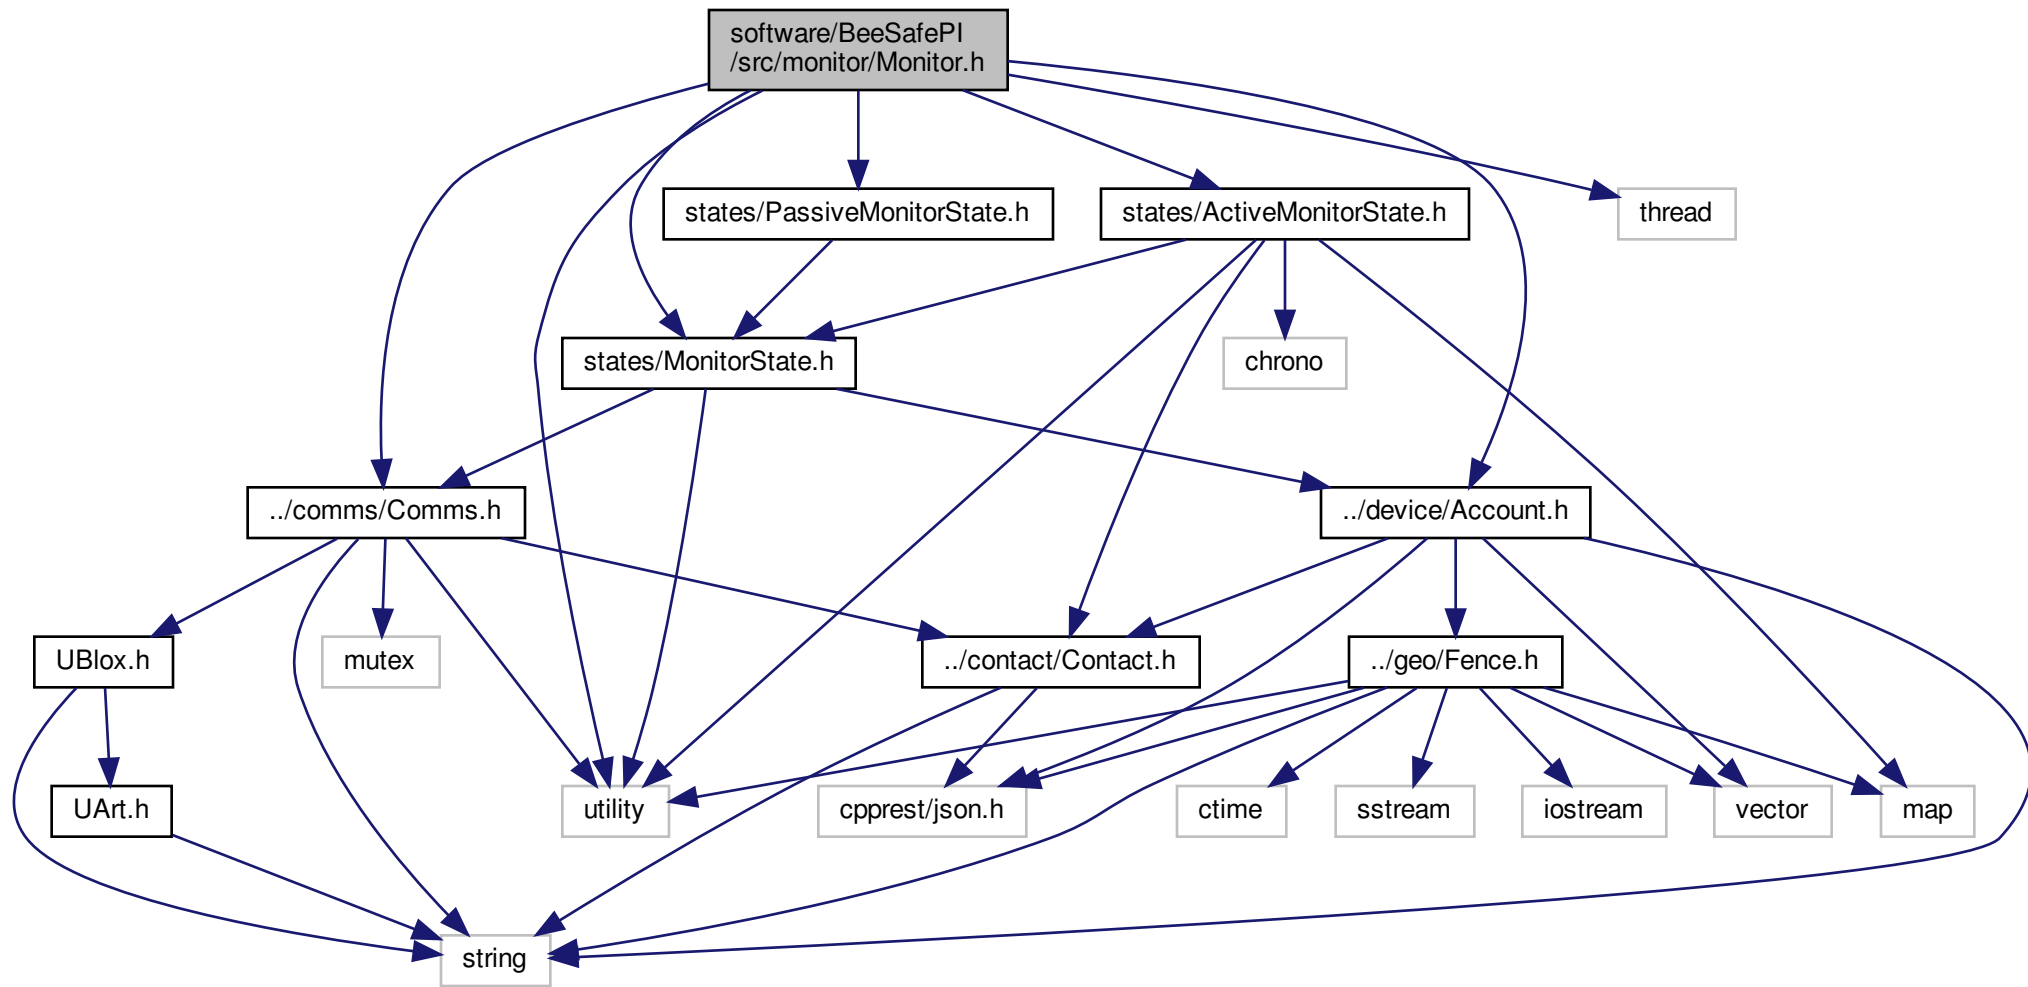 software/BeeSafePI
/src/monitor/Monitor.h
states/PassiveMonitorState.h
states/ActiveMonitorState.h
thread
states/MonitorState.h
chrono
../comms/Comms.h
../device/Account.h
UBlox.h
mutex
../contact/Contact.h
../geo/Fence.h
UArt.h
utility
cpprest/json.h
ctime
sstream
iostream
vector
map
string